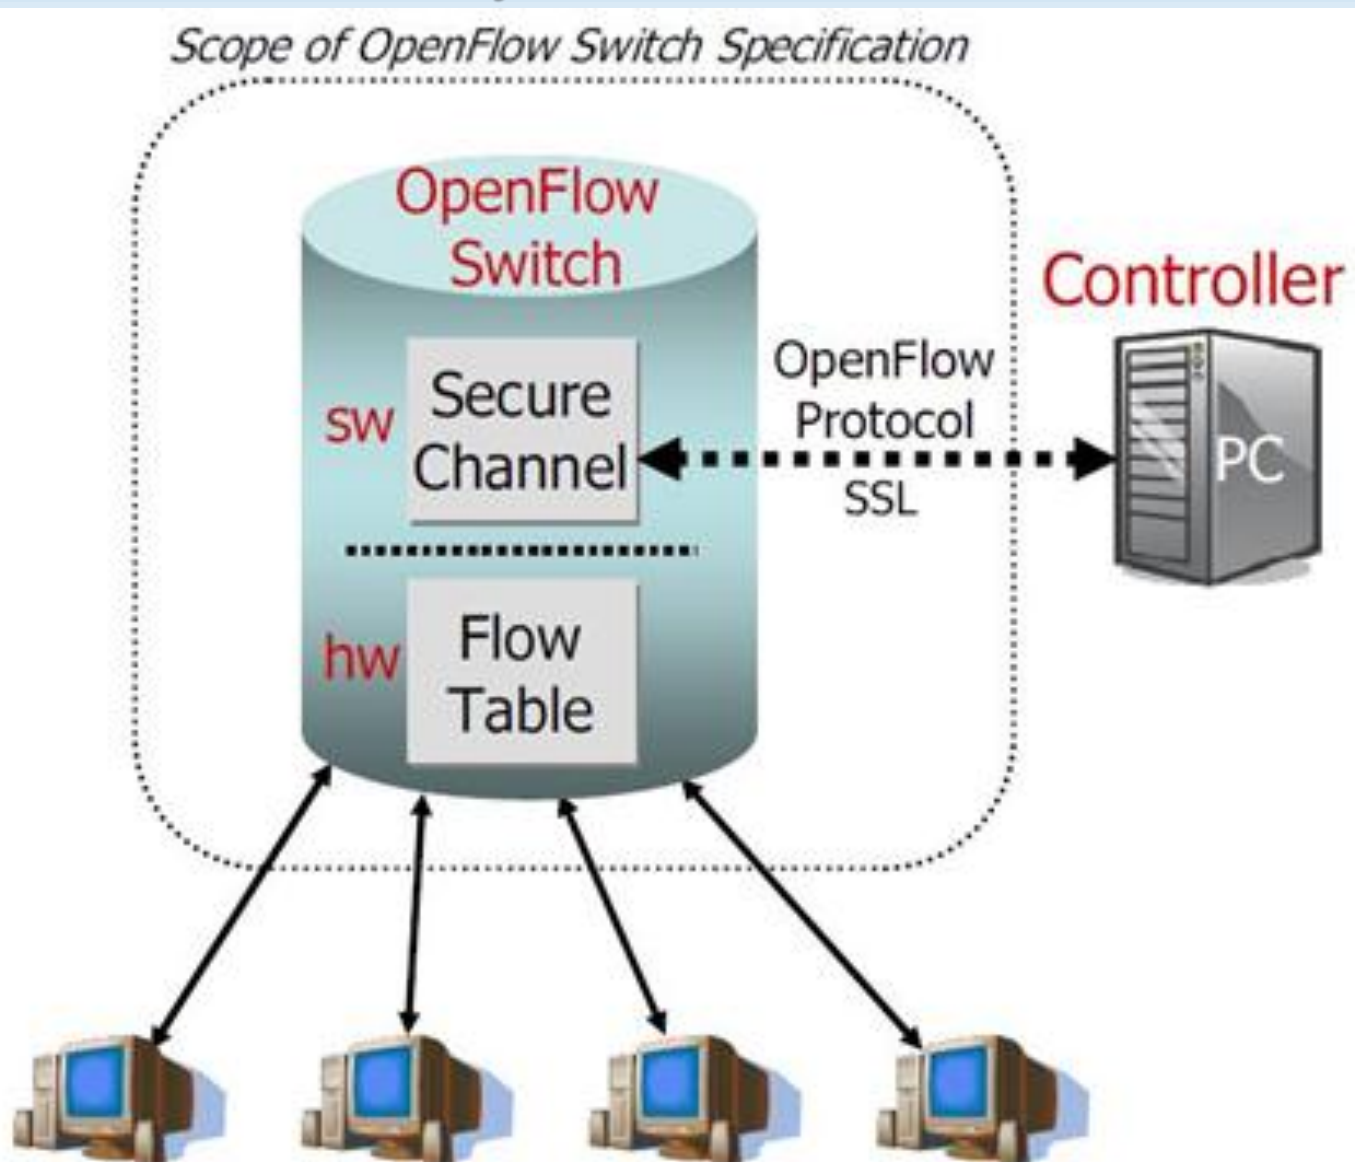 Scope of OpenFlow Switch Specification
OpenFlow
Switch
Controller
sw
Secure
Channel
OpenFlow
Protocol
SSL
PC
hw
Flow
Table